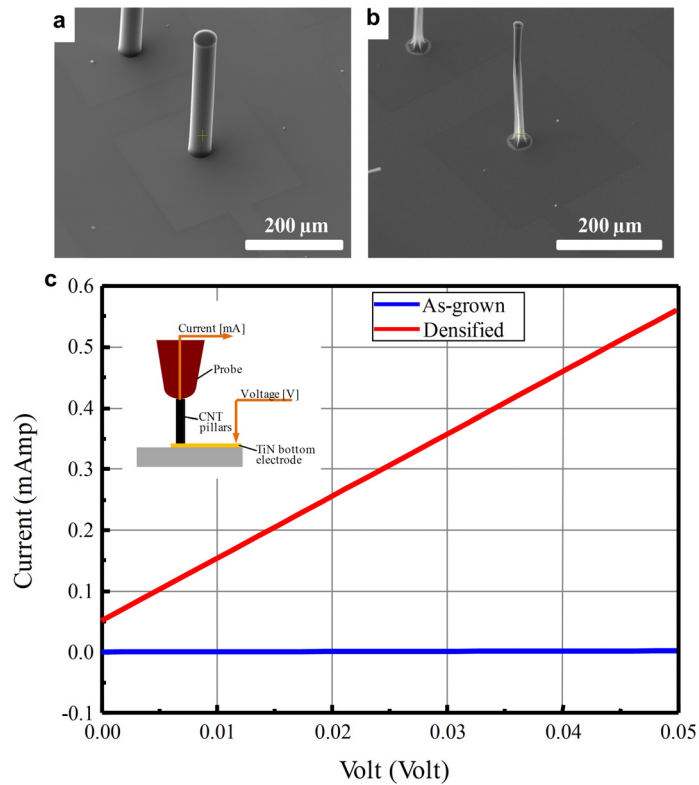 a
200 µm
b
200 µm
c
0.6
0.5
0.4
0.3
0.2
0.1
0.0
-0.1
Current (mAmp)
As-grown
Densified
Current [mA]
Probe
Voltage[V]
CNT
pillars
TiN bottom
electrode
0.00
0.01
0.02
0.03
0.04
0.05
Volt (Volt)